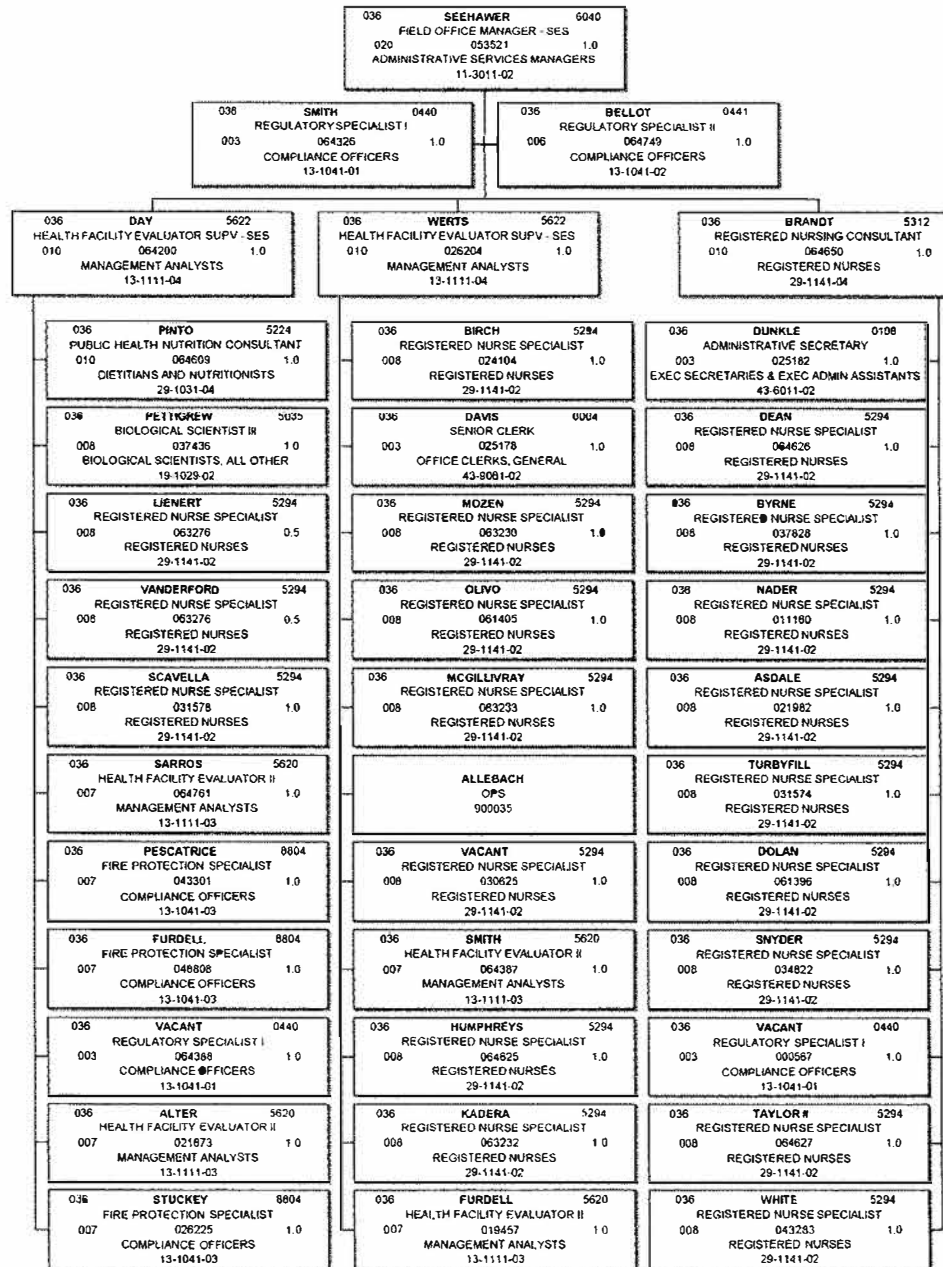 036 SEEHAWER 6040
FIELD OFFICE MANAGER - SES
020 053521 1.0
ADMINISTRATIVE SERVICES MANAGERS
11-3011-02
036 SMITH 0440
REGULATORY SPECIALIST I
003 064326 1.0
COMPLIANCE OFFICERS
13-1041-01
036 BELLOT 0441
REGULATORY SPECIALIST II
006 064749 1.0
COMPLIANCE OFFICERS
13-1041-02
036 DAY 5622
HEALTH FACILITY EVALUATOR SUPV - SES
010 064200 1.0
MANAGEMENT ANALYSTS
13-1111-04
036 WERTS 5622
HEALTH FACILITY EVALUATOR SUPV - SES
010 026204 1.0
MANAGEMENT ANALYSTS
13-1111-04
036 BRANDT 5312
REGISTERED NURSING CONSULTANT
010 064650 1.0
REGISTERED NURSES
29-1141-04
036 PINTO 5224
PUBLIC HEALTH NUTRITION CONSULTANT
010 064609 1.0
DIETITIANS AND NUTRITIONISTS
29-1031-04
036 PETTIGREW 5035
BIOLOGICAL SCIENTIST III
008 037436 1.0
BIOLOGICAL SCIENTISTS, ALL OTHER
19-1029-02
036 LIENERT 5294
REGISTERED NURSE SPECIALIST
008 063276 0.5
REGISTERED NURSES
29-1141-02
036 VANDERFORD 5294
REGISTERED NURSE SPECIALIST
008 063276 0.5
REGISTERED NURSES
29-1141-02
036 SCAVELLA 5294
REGISTERED NURSE SPECIALIST
008 031578 1.0
REGISTERED NURSES
29-1141-02
036 SARROS 5620
HEALTH FACILITY EVALUATOR II
007 064761 1.0
MANAGEMENT ANALYSTS
13-1111-03
036 PESCATRICE 8804
FIRE PROTECTION SPECIALIST
007 043301 1.0
COMPLIANCE OFFICERS
13-1041-03
036 FURDELL 8804
FIRE PROTECTION SPECIALIST
007 046808 1.0
COMPLIANCE OFFICERS
13-1041-03
036 VACANT 0440
REGULATORY SPECIALIST I
003 064388 1.0
COMPLIANCE OFFICERS
13-1041-01
036 ALTER 5620
HEALTH FACILITY EVALUATOR II
007 021673 1.0
MANAGEMENT ANALYSTS
13-1111-03
036 STUCKEY 8804
FIRE PROTECTION SPECIALIST
007 026225 1.0
COMPLIANCE OFFICERS
13-1041-03
036 BIRCH 5294
REGISTERED NURSE SPECIALIST
008 024104 1.0
REGISTERED NURSES
29-1141-02
036 DAVIS 0004
SENIOR CLERK
003 025178 1.0
OFFICE CLERKS, GENERAL
43-9061-02
036 MOZEN 5294
REGISTERED NURSE SPECIALIST
008 063230 1.0
REGISTERED NURSES
29-1141-02
036 OLIVO 5294
REGISTERED NURSE SPECIALIST
008 061405 1.0
REGISTERED NURSES
29-1141-02
036 MCGILLIVRAY 5294
REGISTERED NURSE SPECIALIST
008 063233 1.0
REGISTERED NURSES
29-1141-02
ALLEBACH
OPS
900035
036 VACANT 5294
REGISTERED NURSE SPECIALIST
008 030625 1.0
REGISTERED NURSES
29-1141-02
036 SMITH 5620
HEALTH FACILITY EVALUATOR II
007 064387 1.0
MANAGEMENT ANALYSTS
13-1111-03
036 HUMPHREYS 5294
REGISTERED NURSE SPECIALIST
008 064625 1.0
REGISTERED NURSES
29-1141-02
036 KADERA 5294
REGISTERED NURSE SPECIALIST
008 063232 1.0
REGISTERED NURSES
29-1141-02
036 FURDELL 5620
HEALTH FACILITY EVALUATOR II
007 019457 1.0
MANAGEMENT ANALYSTS
13-1111-03
036 DUNKLE 0108
ADMINISTRATIVE SECRETARY
003 025182 1.0
EXEC SECRETARIES & EXEC ADMIN ASSISTANTS
43-6011-02
036 DEAN 5294
REGISTERED NURSE SPECIALIST
008 064626 1.0
REGISTERED NURSES
29-1141-02
036 BYRNE 5294
REGISTERED NURSE SPECIALIST
008 037828 1.0
REGISTERED NURSES
29-1141-02
036 NADER 5294
REGISTERED NURSE SPECIALIST
008 011160 1.0
REGISTERED NURSES
29-1141-02
036 ASDALE 5294
REGISTERED NURSE SPECIALIST
008 021982 1.0
REGISTERED NURSES
29-1141-02
036 TURBYFILL 5294
REGISTERED NURSE SPECIALIST
008 031574 1.0
REGISTERED NURSES
29-1141-02
036 DOLAN 5294
REGISTERED NURSE SPECIALIST
008 061396 1.0
REGISTERED NURSES
29-1141-02
036 SNYDER 5294
REGISTERED NURSE SPECIALIST
008 034822 1.0
REGISTERED NURSES
29-1141-02
036 VACANT 0440
REGULATORY SPECIALIST I
003 000567 1.0
COMPLIANCE OFFICERS
13-1041-01
036 TAYLOR # 5294
REGISTERED NURSE SPECIALIST
008 064627 1.0
REGISTERED NURSES
29-1141-02
036 WHITE 5294
REGISTERED NURSE SPECIALIST
008 043283 1.0
REGISTERED NURSES
29-1141-02